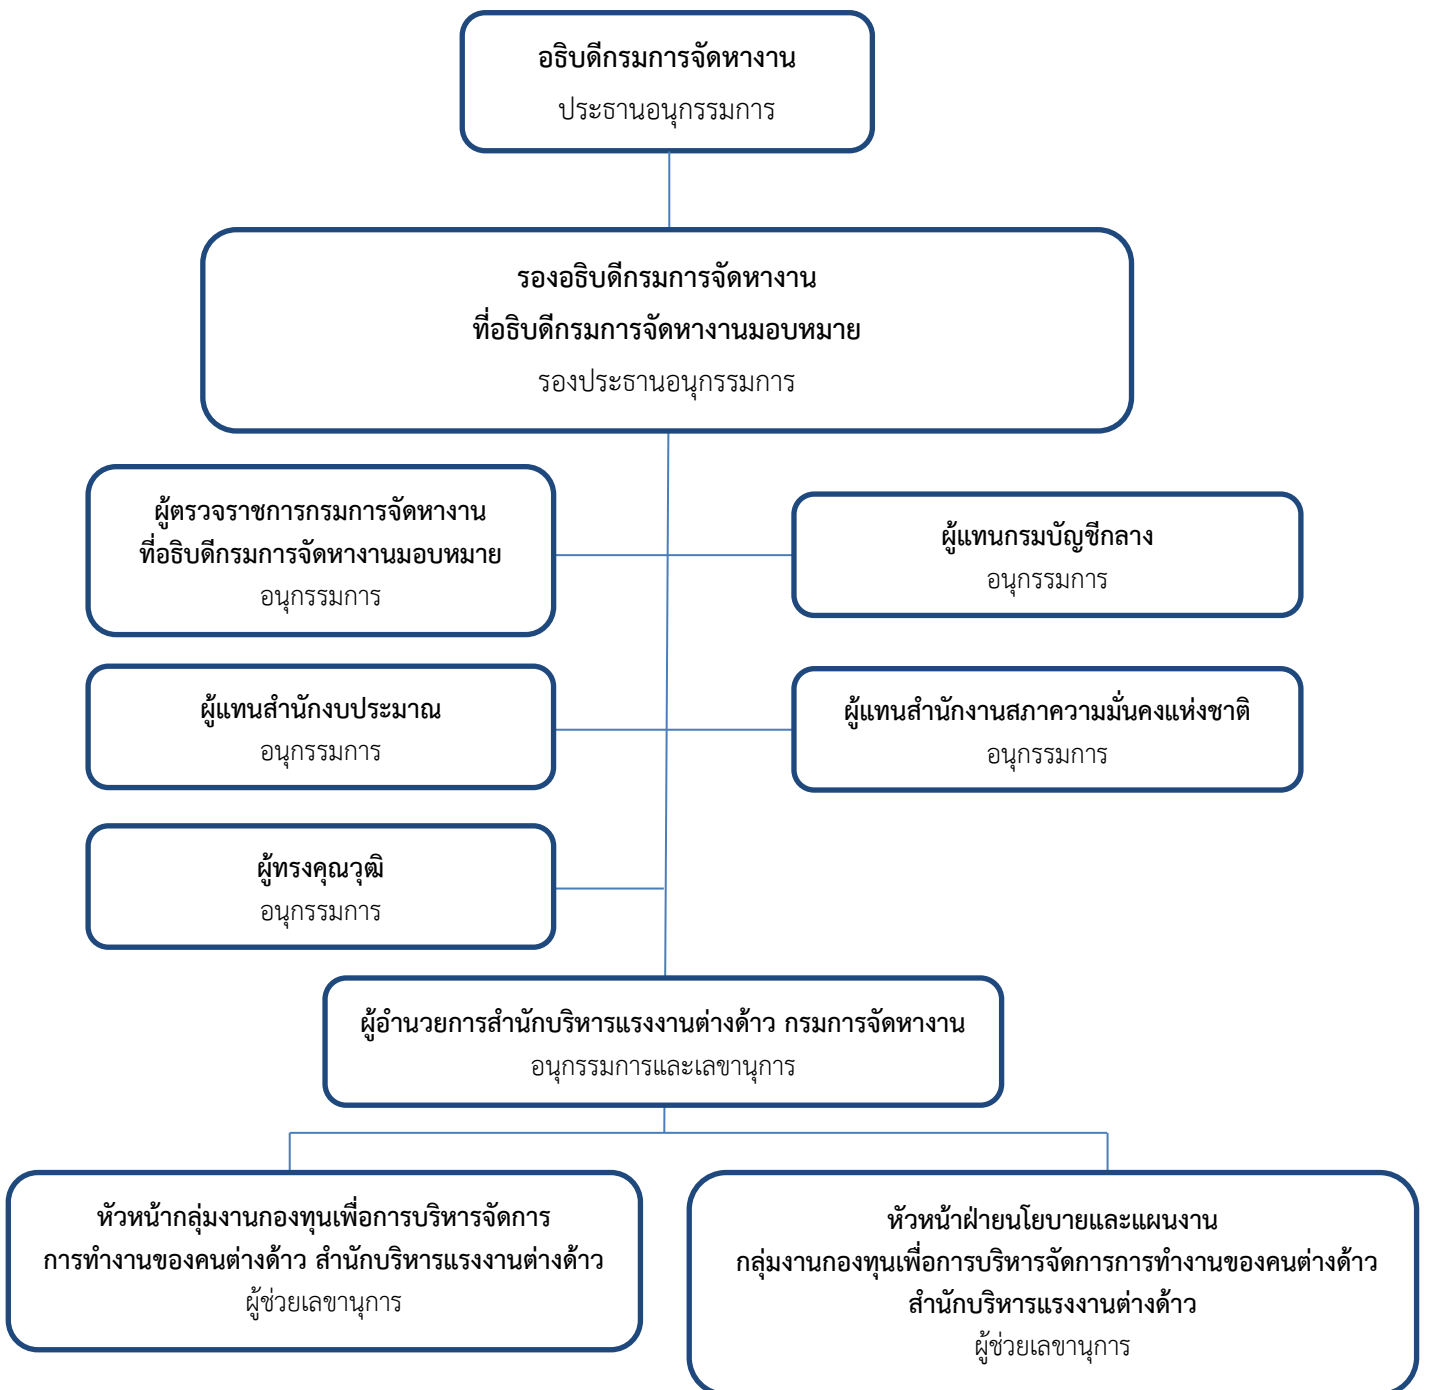 อธิบดีกรมการจัดหางาน
ประธานอนุกรรมการ
รองอธิบดีกรมการจัดหางาน
ที่อธิบดีกรมการจัดหางานมอบหมาย
รองประธานอนุกรรมการ
ผู้ตรวจราชการกรมการจัดหางาน
ที่อธิบดีกรมการจัดหางานมอบหมาย
อนุกรรมการ
ผู้แทนกรมบัญชีกลาง
อนุกรรมการ
ผู้แทนสำนักงบประมาณ
อนุกรรมการ
ผู้แทนสำนักงานสภาความมั่นคงแห่งชาติ
อนุกรรมการ
ผู้ทรงคุณวุฒิ
อนุกรรมการ
ผู้อำนวยการสำนักบริหารแรงงานต่างด้าว กรมการจัดหางาน
อนุกรรมการและเลขานุการ
หัวหน้ากลุ่มงานกองทุนเพื่อการบริหารจัดการ
การทำงานของคนต่างด้าว สำนักบริหารแรงงานต่างด้าว
ผู้ช่วยเลขานุการ
หัวหน้าฝ่ายนโยบายและแผนงาน
กลุ่มงานกองทุนเพื่อการบริหารจัดการการทำงานของคนต่างด้าว
สำนักบริหารแรงงานต่างด้าว
ผู้ช่วยเลขานุการ